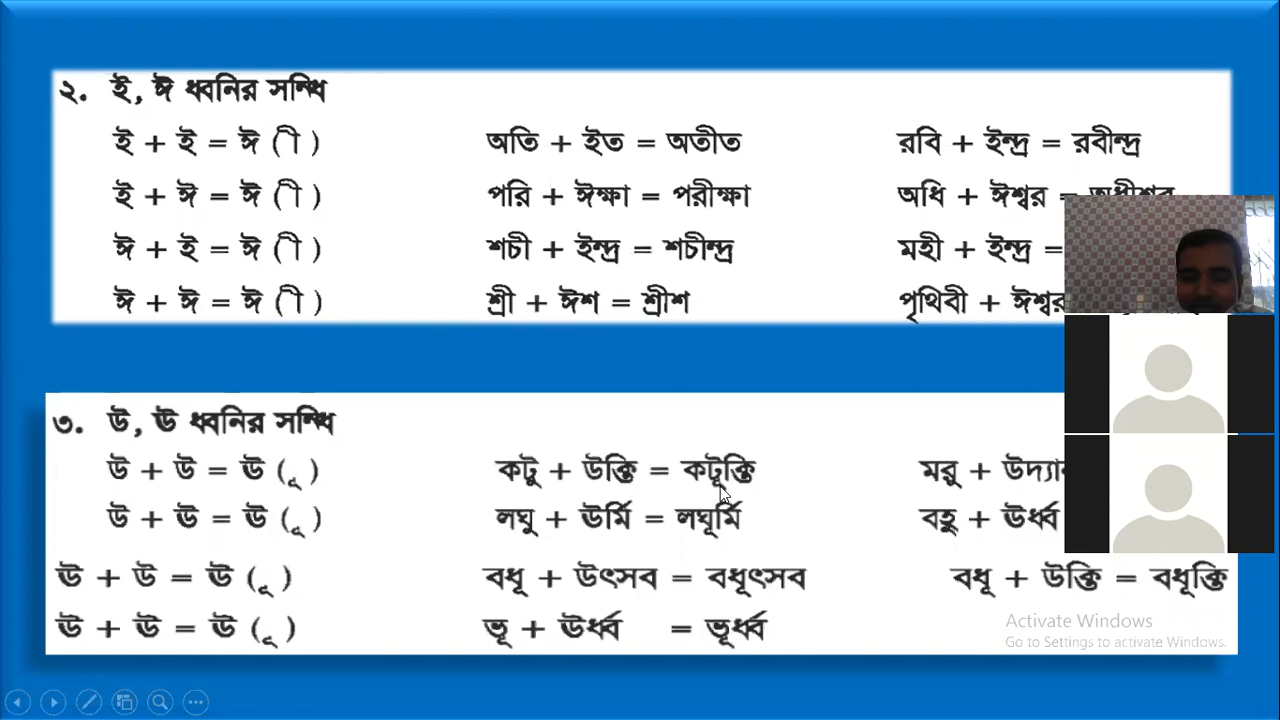 ২. ই, ঈ ধ্বনির সন্ধি
ই + ই = ঈ (ী) অতি + ইত = অতীত রবি + ইন্দ্র = রবীন্দ্র
ই + ঈ = ঈ (ী) পরি + ঈক্ষা = পরীক্ষা অধি + ঈশ্বর =
ঈ + ই = ঈ (ী) শচী + ইন্দ্র = শচীন্দ্র মহী + ইন্দ্র =
ঈ + ঈ = ঈ (ী) শ্রী + ঈশ = শ্রীশ পৃথিবী + ঈশ্বর
৩. উ, ঊ ধ্বনির সন্ধি
উ + উ = ঊ (ূ) কটু + উক্তি = কটূক্তি মরু +
উ + ঊ = ঊ (ূ) লঘু + ঊর্মি = লঘূর্মি বহু + ঊর্ধ্ব
ঊ + উ = ঊ (ূ) বধূ + উৎসব = বধূৎসব বধূ + উক্তি = বধূক্তি
ঊ + ঊ = ঊ (ূ) ভূ + ঊর্ধ্ব = ভূর্ধ্ব
Activate Windows
Go to Settings to activate Windows.